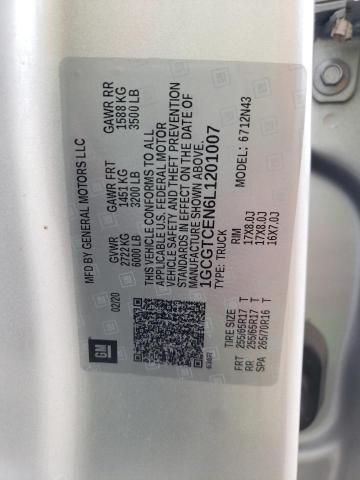 MFD BY GENERAL MOTORS LLC
02/20 GVWR GAWR FRT GAWR RR
2722 KG 1451 KG 1588 KG
6000 LB 3200 LB 3500 LB
THIS VEHICLE CONFORMS TO ALL
APPLICABLE U.S. FEDERAL MOTOR
VEHICLE SAFETY AND THEFT PREVENTION
STANDARDS IN EFFECT ON THE DATE OF
MANUFACTURE SHOWN ABOVE.
1GCGTCEN6L1201007
TYPE: TRUCK MODEL: 6712N43
TIRE SIZE RIM
FRT 255/65R17 T 17X8.0J
RR 255/65R17 T 17X8.0J
SPA 265/70R16 T 16X7.0J
GM